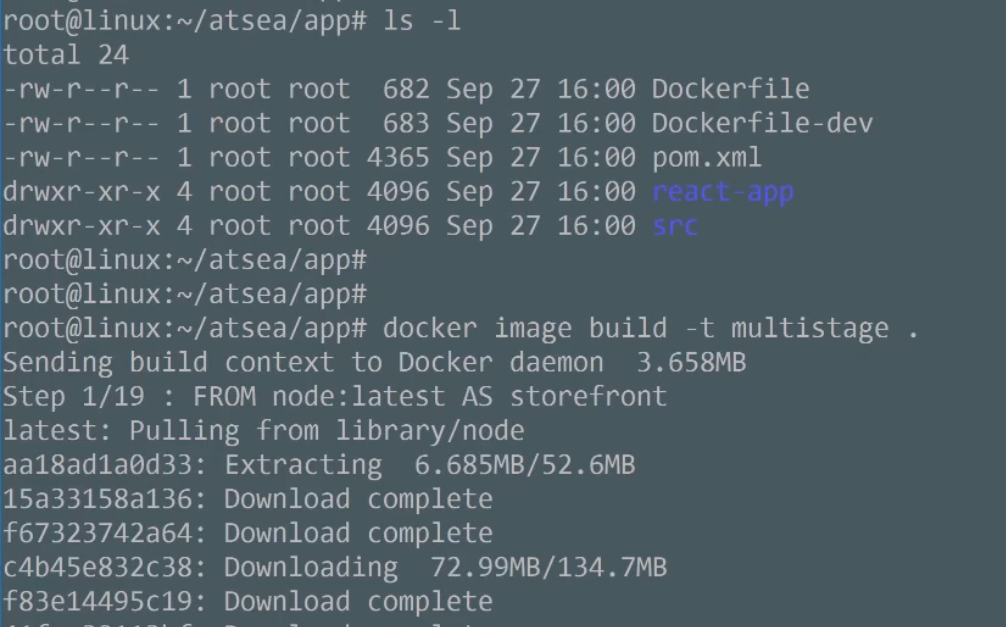 root@linux:~/atsea/app# ls -l
total 24
-rw-r--r-- 1 root root  682 Sep 27 16:00 Dockerfile
-rw-r--r-- 1 root root  683 Sep 27 16:00 Dockerfile-dev
-rw-r--r-- 1 root root 4365 Sep 27 16:00 pom.xml
drwxr-xr-x 4 root root 4096 Sep 27 16:00 react-app
drwxr-xr-x 4 root root 4096 Sep 27 16:00 src
root@linux:~/atsea/app#
root@linux:~/atsea/app#
root@linux:~/atsea/app# docker image build -t multistage .
Sending build context to Docker daemon  3.658MB
Step 1/19 : FROM node:latest AS storefront
latest: Pulling from library/node
aa18ad1a0d33: Extracting  6.685MB/52.6MB
15a33158a136: Download complete
f67323742a64: Download complete
c4b45e832c38: Downloading  72.99MB/134.7MB
f83e14495c19: Download complete